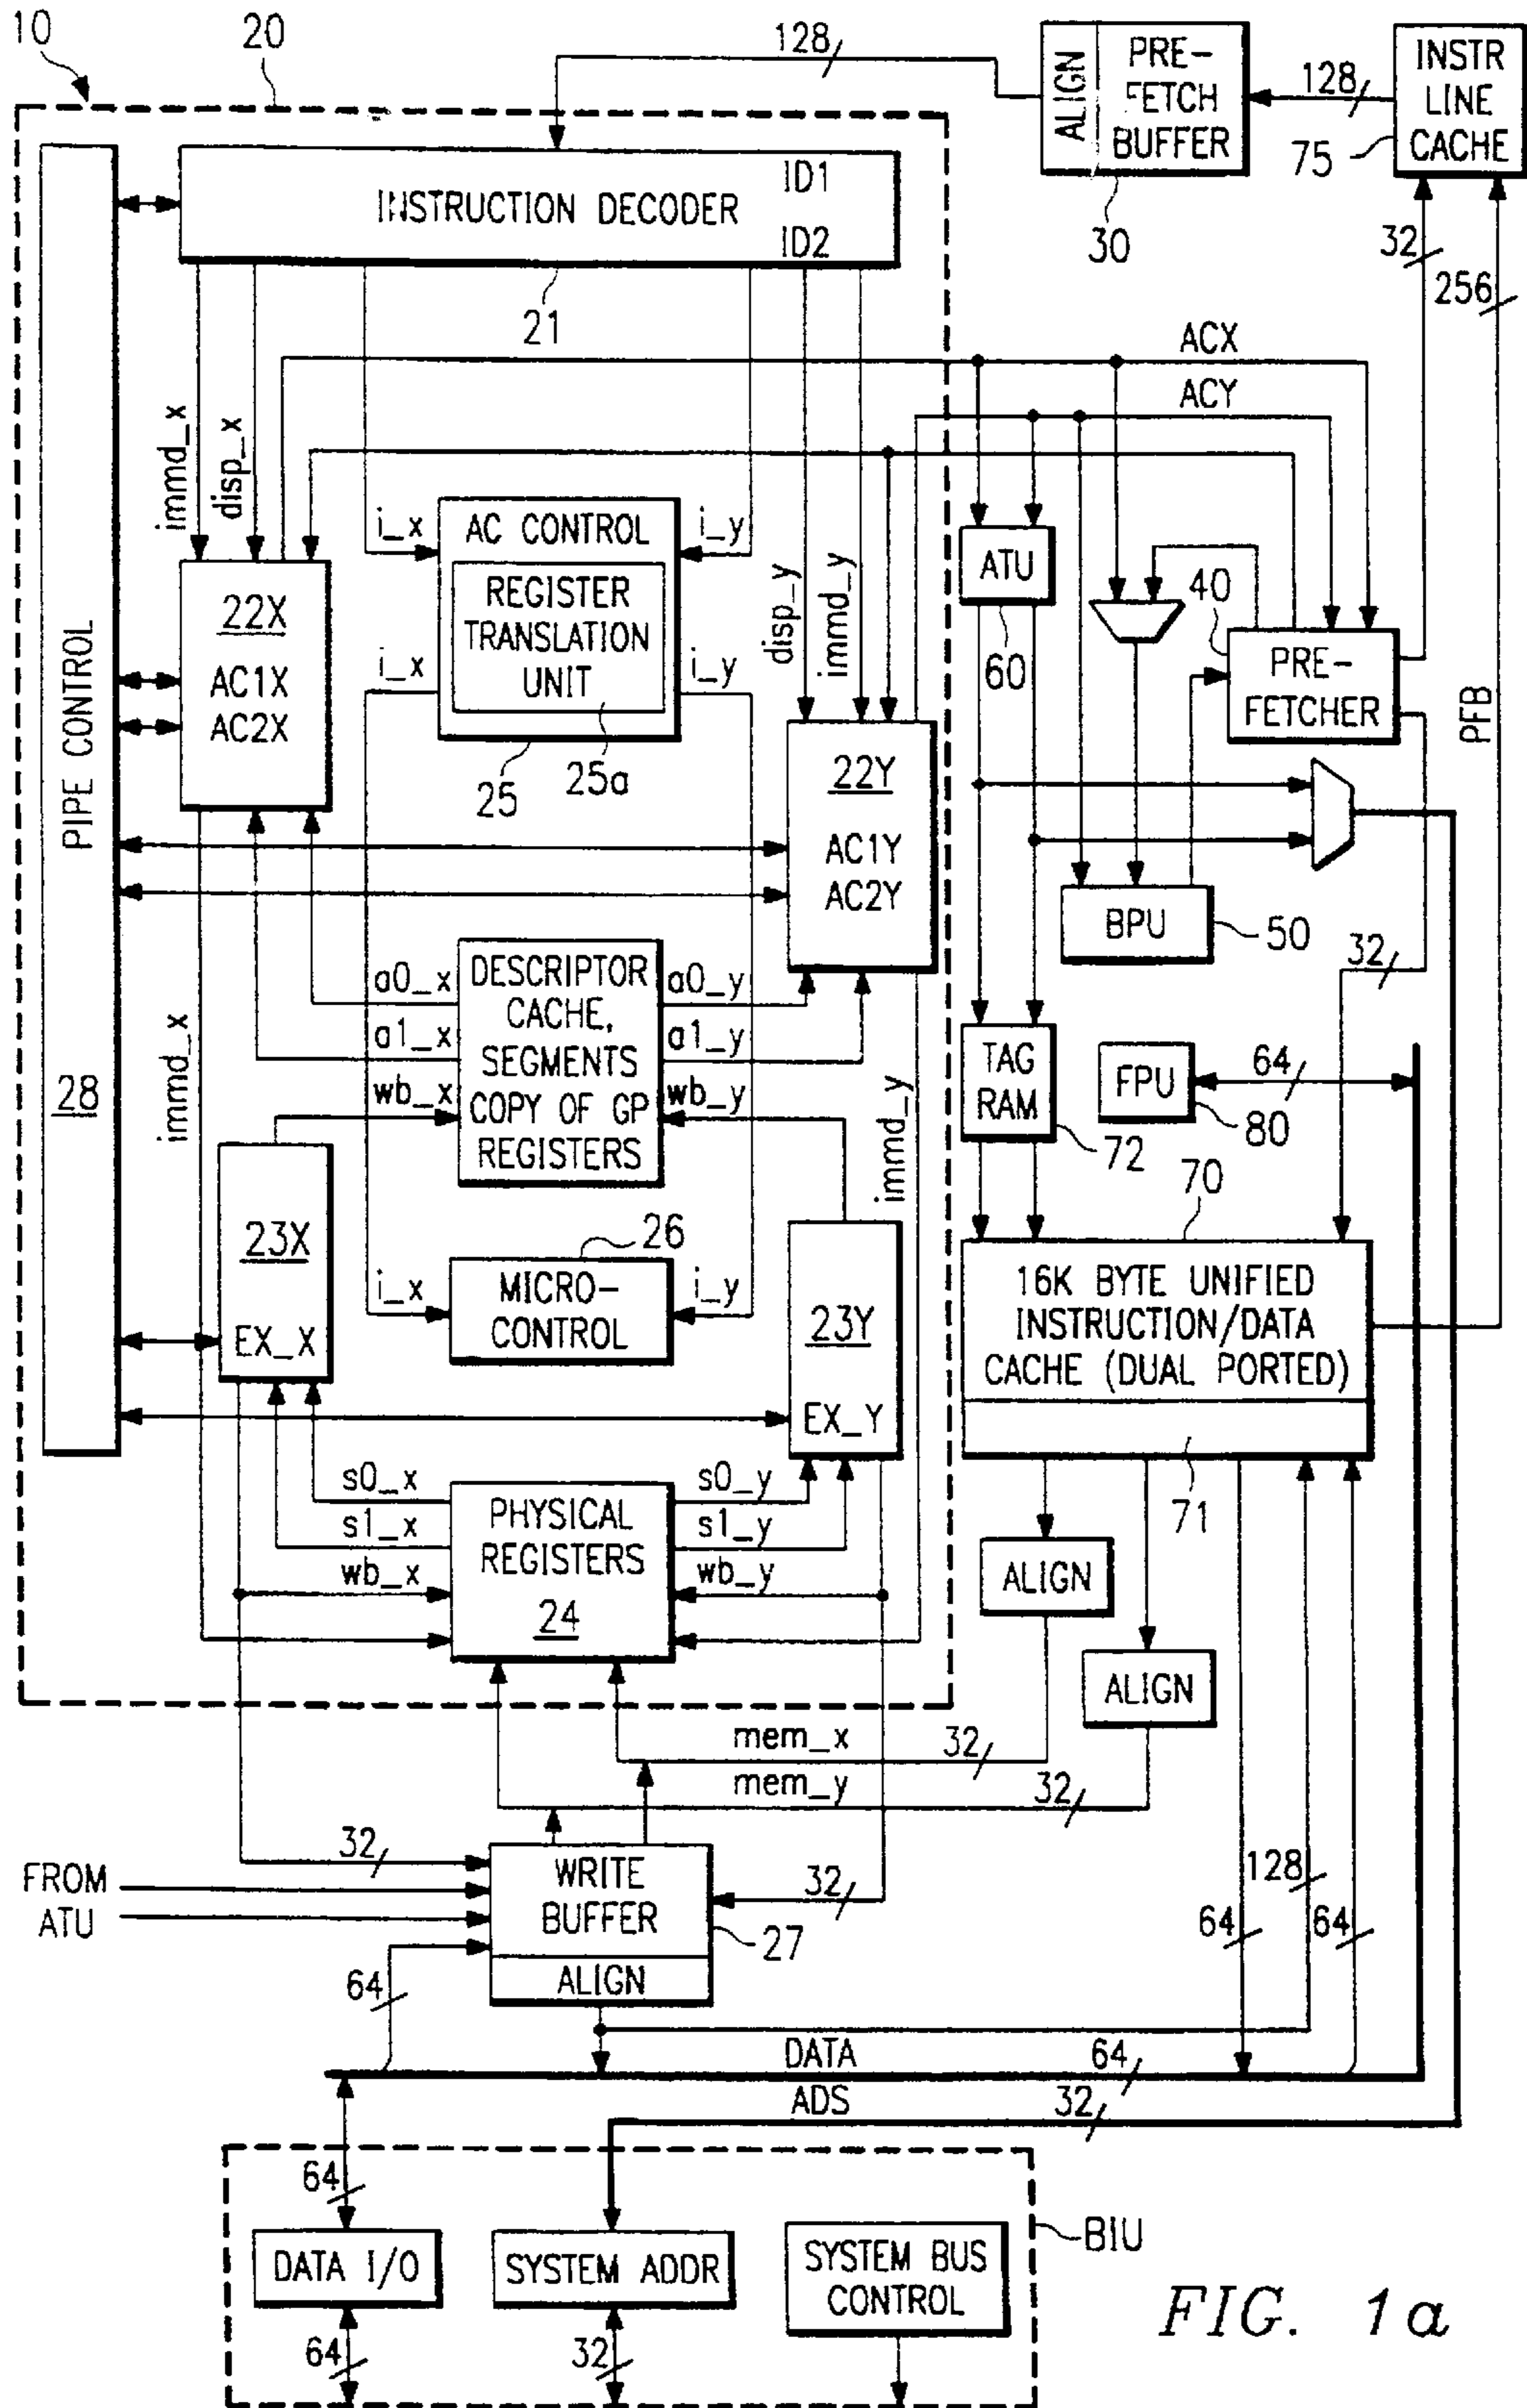 10
20
128
ALIGN
PRE-
FETCH
BUFFER
30
128
INSTR
LINE
CACHE
75
32
256
PFB
PIPE CONTROL
28
INSTRUCTION DECODER
ID1
ID2
21
immd_x
disp_x
ACX
ACY
22X
AC1X
AC2X
i_x
AC CONTROL
i_y
REGISTER
TRANSLATION
UNIT
i_x
i_y
25
25a
disp_y
immd_y
22Y
AC1Y
AC2Y
ATU
60
40
PRE-
FETCHER
BPU
50
32
immd_x
a0_x
a1_x
wb_x
DESCRIPTOR
CACHE,
SEGMENTS
COPY OF GP
REGISTERS
a0_y
a1_y
wb_y
immd_y
TAG
RAM
72
FPU
80
64
70
23X
EX_X
26
i_x
MICRO-
CONTROL
i_y
23Y
EX_Y
16K BYTE UNIFIED
INSTRUCTION/DATA
CACHE (DUAL PORTED)
71
s0_x
s1_x
wb_x
PHYSICAL
REGISTERS
24
s0_y
s1_y
wb_y
ALIGN
ALIGN
mem_x
32
mem_y
32
32
FROM
ATU
WRITE
BUFFER
ALIGN
27
32
64
128
64
64
DATA
64
ADS
32
64
DATA I/O
64
SYSTEM ADDR
32
SYSTEM BUS
CONTROL
BIU
FIG. 1a